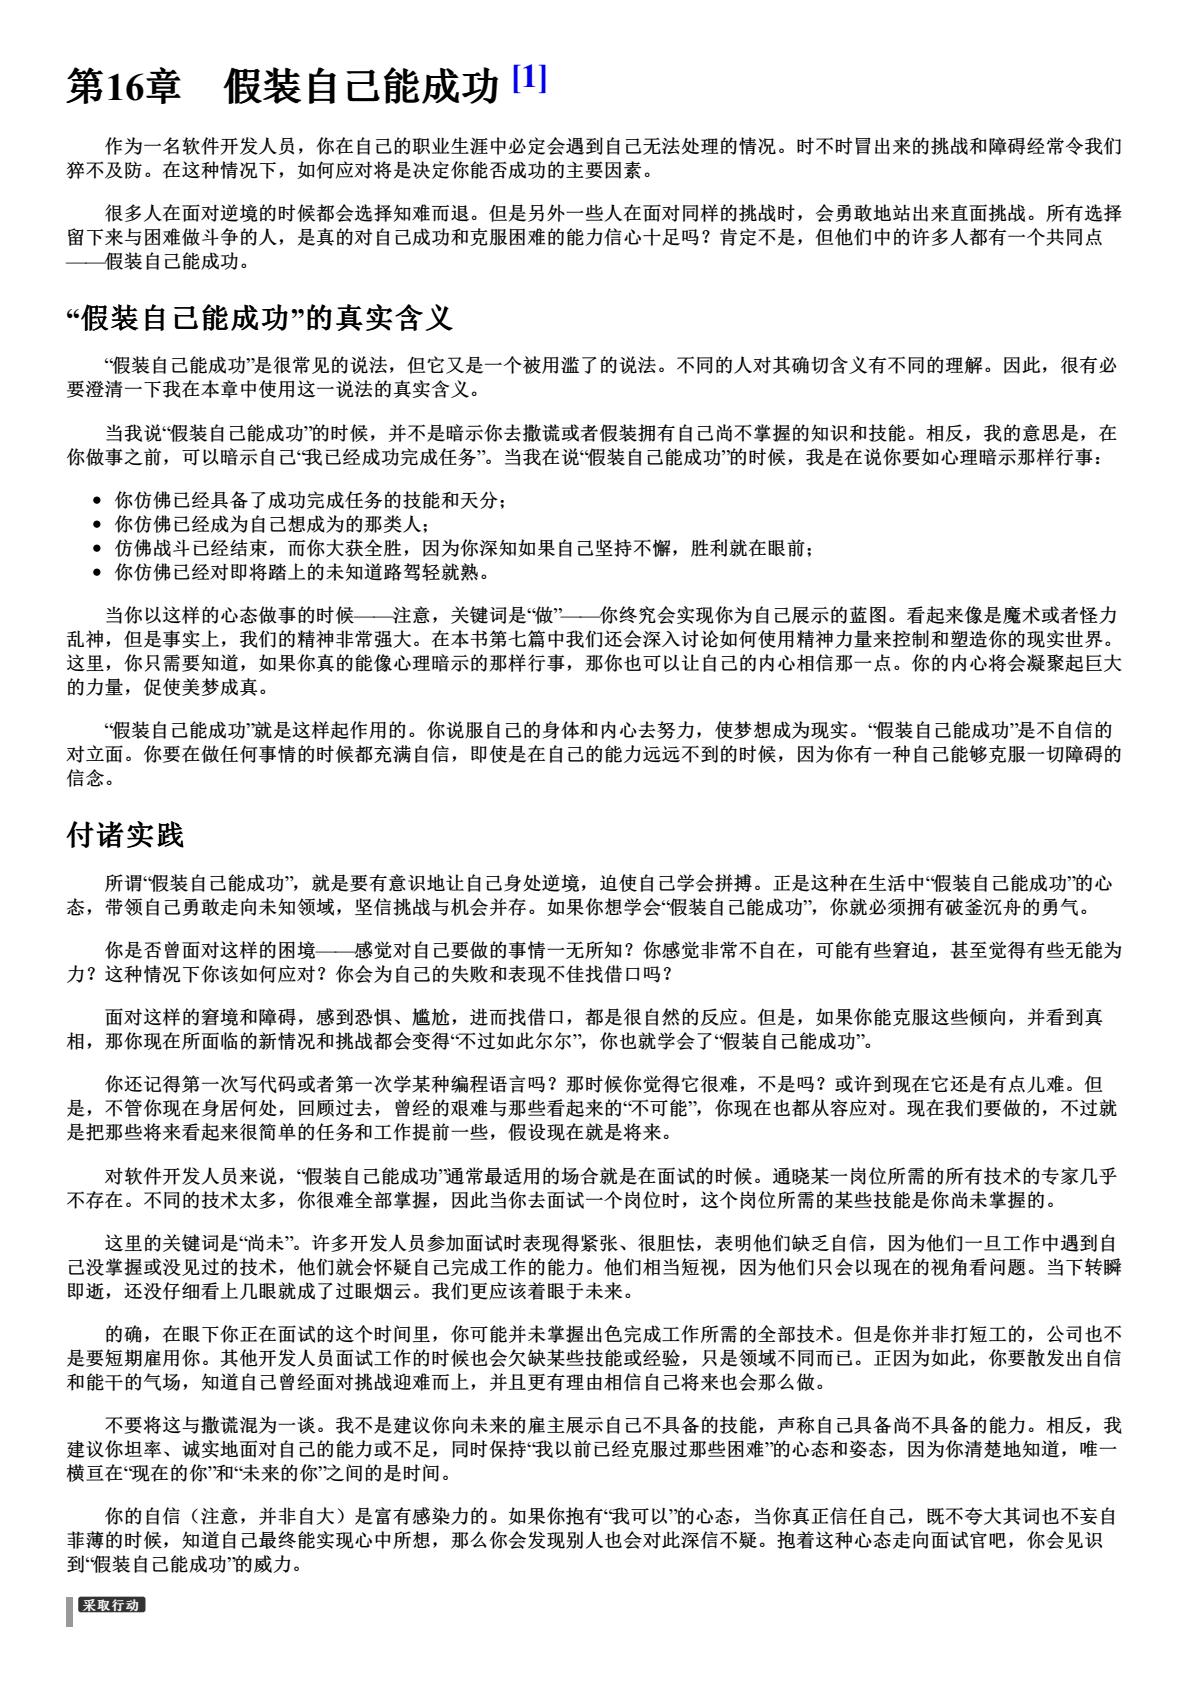 第16章　假装自己能成功 [1]
作为一名软件开发人员，你在自己的职业生涯中必定会遇到自己无法处理的情况。时不时冒出来的挑战和障碍经常令我们
猝不及防。在这种情况下，如何应对将是决定你能否成功的主要因素。
很多人在面对逆境的时候都会选择知难而退。但是另外一些人在面对同样的挑战时，会勇敢地站出来直面挑战。所有选择
留下来与困难做斗争的人，是真的对自己成功和克服困难的能力信心十足吗？肯定不是，但他们中的许多人都有一个共同点
——假装自己能成功。
“假装自己能成功”的真实含义
“假装自己能成功”是很常见的说法，但它又是一个被用滥了的说法。不同的人对其确切含义有不同的理解。因此，很有必
要澄清一下我在本章中使用这一说法的真实含义。
当我说“假装自己能成功”的时候，并不是暗示你去撒谎或者假装拥有自己尚不掌握的知识和技能。相反，我的意思是，在
你做事之前，可以暗示自己“我已经成功完成任务”。当我在说“假装自己能成功”的时候，我是在说你要如心理暗示那样行事：
● 你仿佛已经具备了成功完成任务的技能和天分；
● 你仿佛已经成为自己想成为的那类人；
● 仿佛战斗已经结束，而你大获全胜，因为你深知如果自己坚持不懈，胜利就在眼前；
● 你仿佛已经对即将踏上的未知道路驾轻就熟。
当你以这样的心态做事的时候——注意，关键词是“做”——你终究会实现你为自己展示的蓝图。看起来像是魔术或者怪力
乱神，但是事实上，我们的精神非常强大。在本书第七篇中我们还会深入讨论如何使用精神力量来控制和塑造你的现实世界。
这里，你只需要知道，如果你真的能像心理暗示的那样行事，那你也可以让自己的内心相信那一点。你的内心将会凝聚起巨大
的力量，促使美梦成真。
“假装自己能成功”就是这样起作用的。你说服自己的身体和内心去努力，使梦想成为现实。“假装自己能成功”是不自信的
对立面。你要在做任何事情的时候都充满自信，即使是在自己的能力远远不到的时候，因为你有一种自己能够克服一切障碍的
信念。
付诸实践
所谓“假装自己能成功”，就是要有意识地让自己身处逆境，迫使自己学会拼搏。正是这种在生活中“假装自己能成功”的心
态，带领自己勇敢走向未知领域，坚信挑战与机会并存。如果你想学会“假装自己能成功”，你就必须拥有破釜沉舟的勇气。
你是否曾面对这样的困境——感觉对自己要做的事情一无所知？你感觉非常不自在，可能有些窘迫，甚至觉得有些无能为
力？这种情况下你该如何应对？你会为自己的失败和表现不佳找借口吗？
面对这样的窘境和障碍，感到恐惧、尴尬，进而找借口，都是很自然的反应。但是，如果你能克服这些倾向，并看到真
相，那你现在所面临的新情况和挑战都会变得“不过如此尔尔”，你也就学会了“假装自己能成功”。
你还记得第一次写代码或者第一次学某种编程语言吗？那时候你觉得它很难，不是吗？或许到现在它还是有点儿难。但
是，不管你现在身居何处，回顾过去，曾经的艰难与那些看起来的“不可能”，你现在也都从容应对。现在我们要做的，不过就
是把那些将来看起来很简单的任务和工作提前一些，假设现在就是将来。
对软件开发人员来说，“假装自己能成功”通常最适用的场合就是在面试的时候。通晓某一岗位所需的所有技术的专家几乎
不存在。不同的技术太多，你很难全部掌握，因此当你去面试一个岗位时，这个岗位所需的某些技能是你尚未掌握的。
这里的关键词是“尚未”。许多开发人员参加面试时表现得紧张、很胆怯，表明他们缺乏自信，因为他们一旦工作中遇到自
己没掌握或没见过的技术，他们就会怀疑自己完成工作的能力。他们相当短视，因为他们只会以现在的视角看问题。当下转瞬
即逝，还没仔细看上几眼就成了过眼烟云。我们更应该着眼于未来。
的确，在眼下你正在面试的这个时间里，你可能并未掌握出色完成工作所需的全部技术。但是你并非打短工的，公司也不
是要短期雇用你。其他开发人员面试工作的时候也会欠缺某些技能或经验，只是领域不同而已。正因为如此，你要散发出自信
和能干的气场，知道自己曾经面对挑战迎难而上，并且更有理由相信自己将来也会那么做。
不要将这与撒谎混为一谈。我不是建议你向未来的雇主展示自己不具备的技能，声称自己具备尚不具备的能力。相反，我
建议你坦率、诚实地面对自己的能力或不足，同时保持“我以前已经克服过那些困难”的心态和姿态，因为你清楚地知道，唯一
横亘在“现在的你”和“未来的你”之间的是时间。
你的自信（注意，并非自大）是富有感染力的。如果你抱有“我可以”的心态，当你真正信任自己，既不夸大其词也不妄自
菲薄的时候，知道自己最终能实现心中所想，那么你会发现别人也会对此深信不疑。抱着这种心态走向面试官吧，你会见识
到“假装自己能成功”的威力。
采取行动